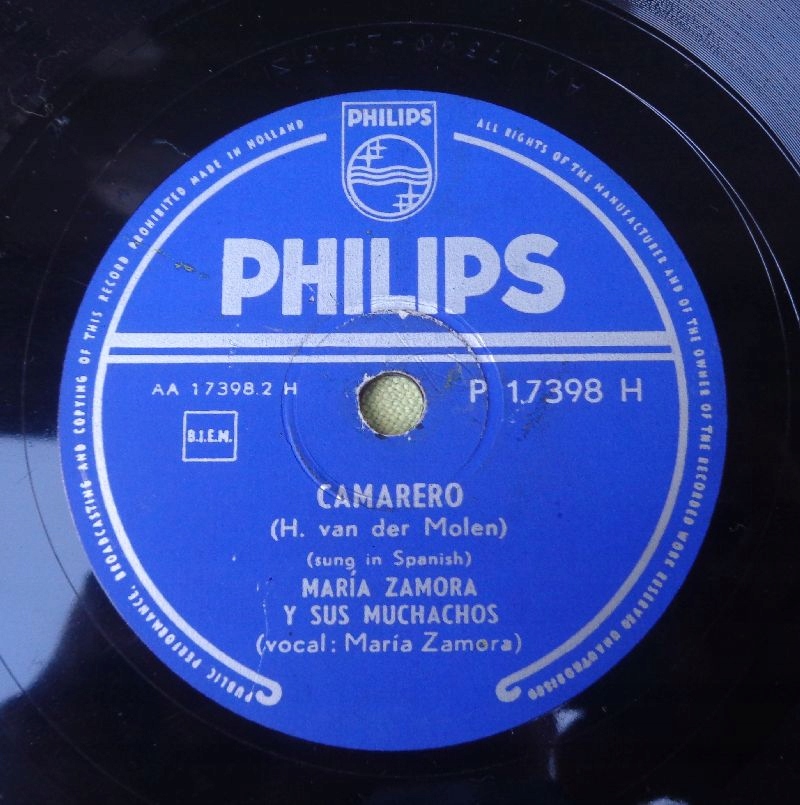 PHILIPS
ALL RIGHTS OF THE MANUFACTURER AND OF THE OWNER OF THE RECORDED WORK RESERVED UNAUTHORISED
PUBLIC PERFORMANCE, BROADCASTING AND COPYING OF THIS RECORD PROHIBITED MADE IN HOLLAND
PHILIPS
AA 17398.2 H
P 17398 H
B.I.E.M.
CAMARERO
(H. van der Molen)
(sung in Spanish)
MARÍA ZAMORA
Y SUS MUCHACHOS
(vocal: María Zamora)